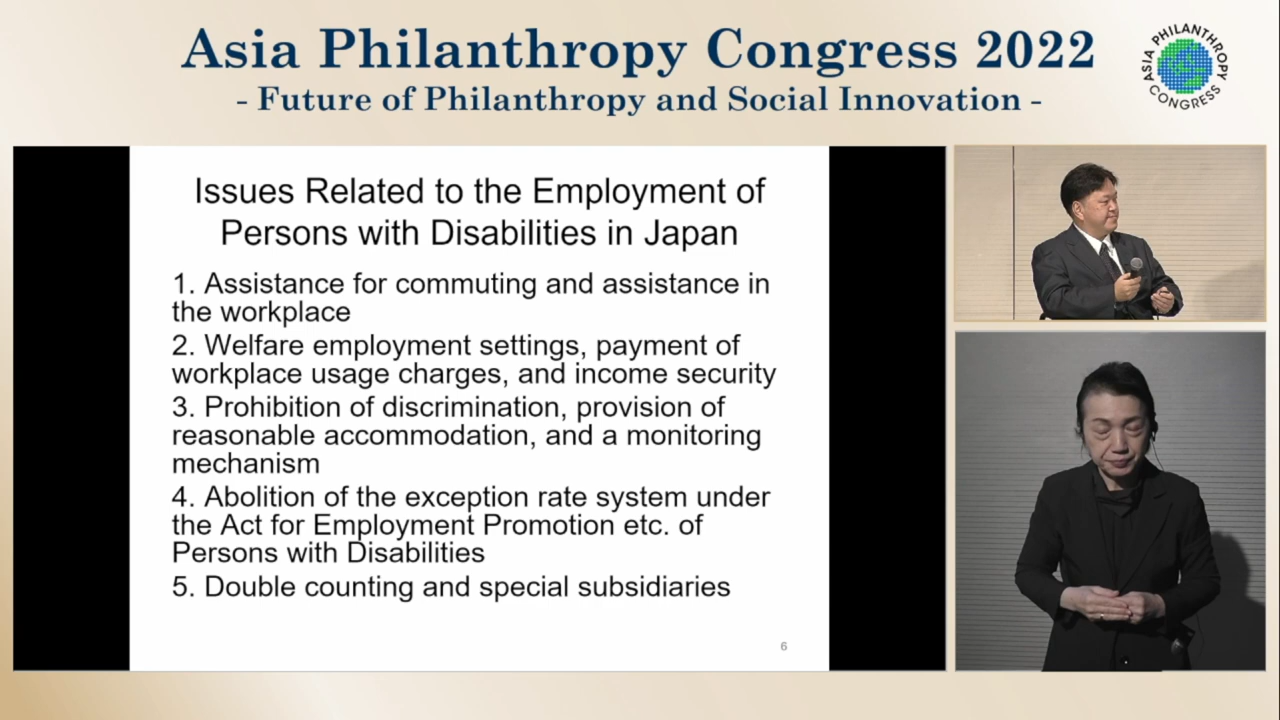 Asia Philanthropy Congress 2022
- Future of Philanthropy and Social Innovation -
ASIA PHILANTHROPY CONGRESS
Issues Related to the Employment of
Persons with Disabilities in Japan
1. Assistance for commuting and assistance in
the workplace
2. Welfare employment settings, payment of
workplace usage charges, and income security
3. Prohibition of discrimination, provision of
reasonable accommodation, and a monitoring
mechanism
4. Abolition of the exception rate system under
the Act for Employment Promotion etc. of
Persons with Disabilities
5. Double counting and special subsidiaries
6